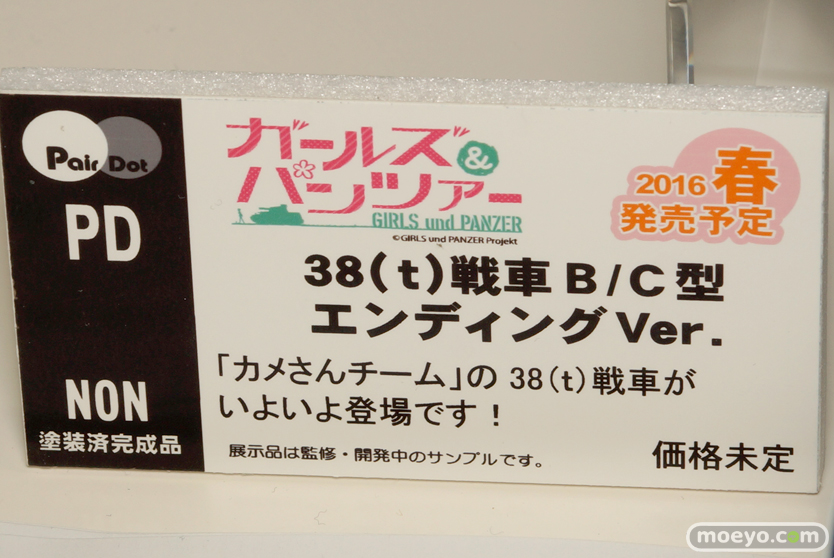 Pair Dot
PD
NON
塗装済完成品
ガールズ&
パンツァー
GIRLS und PANZER
©GIRLS und PANZER Projekt
2016 春
発売予定
38(t)戦車B/C型
エンディングVer.
「カメさんチーム」の 38(t)戦車が
いよいよ登場です!
展示品は監修・開発中のサンプルです。
価格未定
moeyo.com